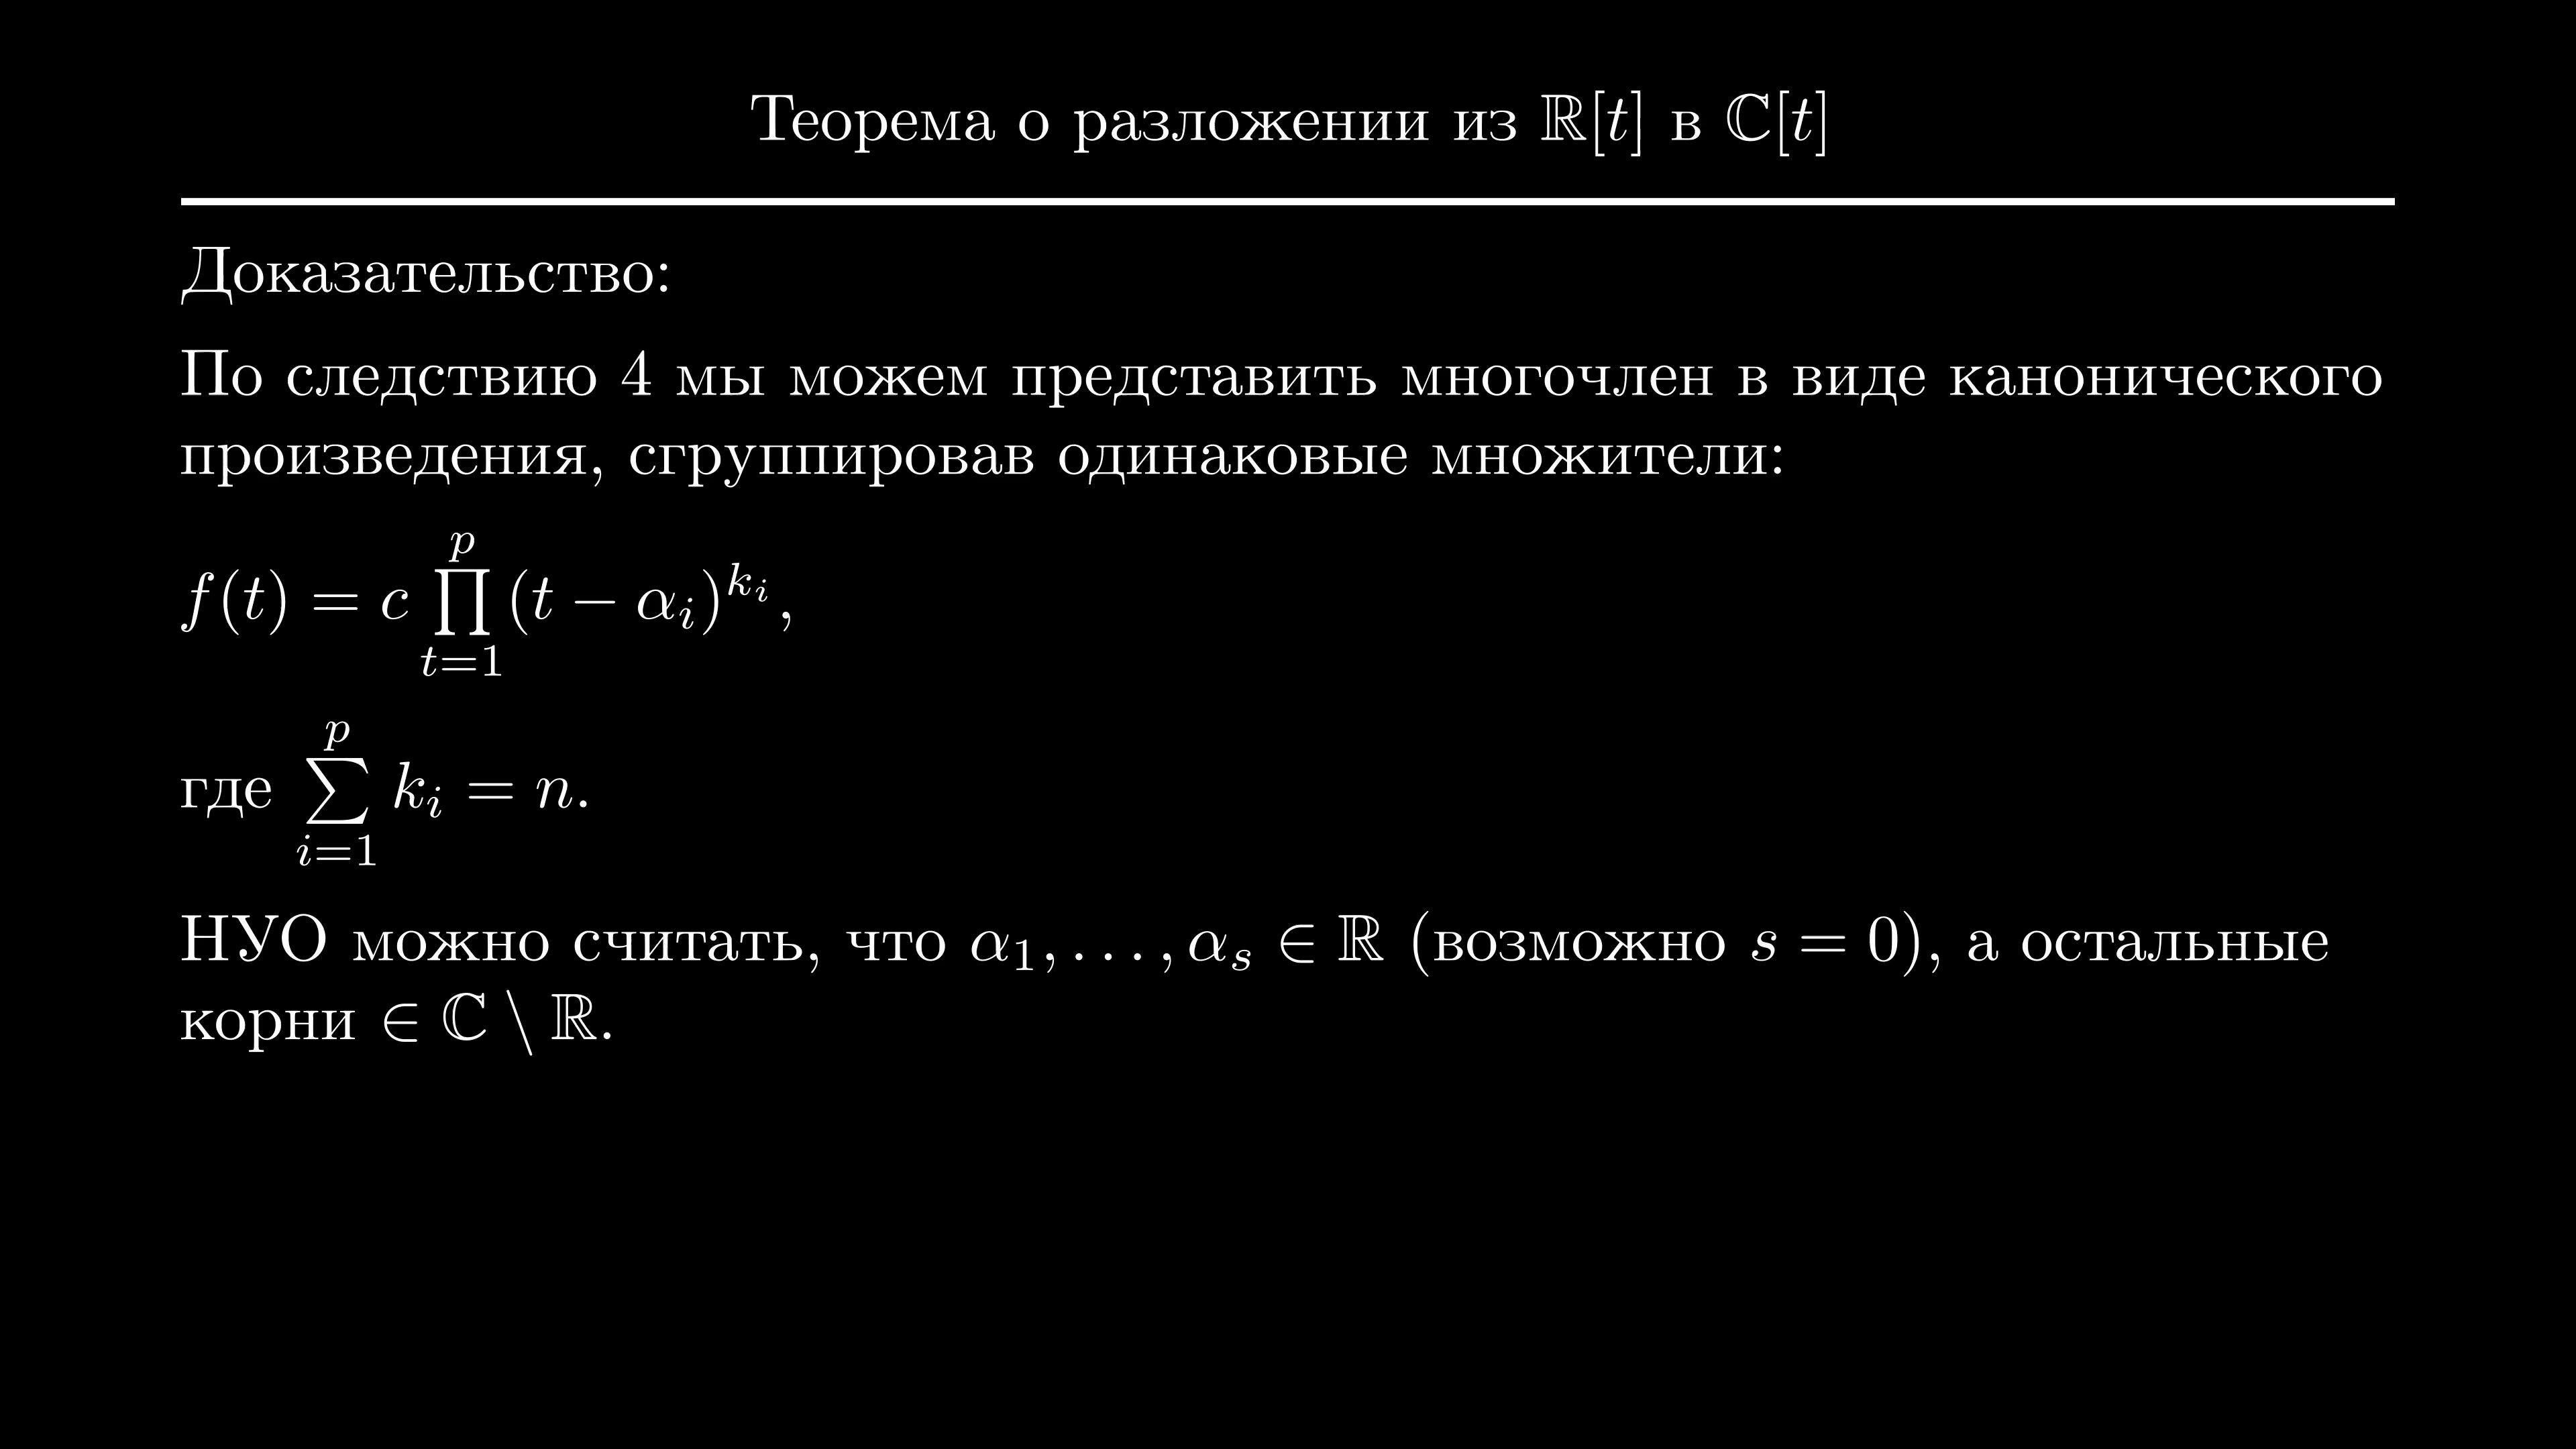 Теорема о разложении из ℝ[t] в ℂ[t]
Доказательство:
По следствию 4 мы можем представить многочлен в виде канонического
произведения, сгруппировав одинаковые множители:
f(t) = c ∏_{t=1}^{p} (t − α_i)^{k_i},
где ∑_{i=1}^{p} k_i = n.
НУО можно считать, что α_1, . . . , α_s ∈ ℝ (возможно s = 0), а остальные
корни ∈ ℂ \ ℝ.